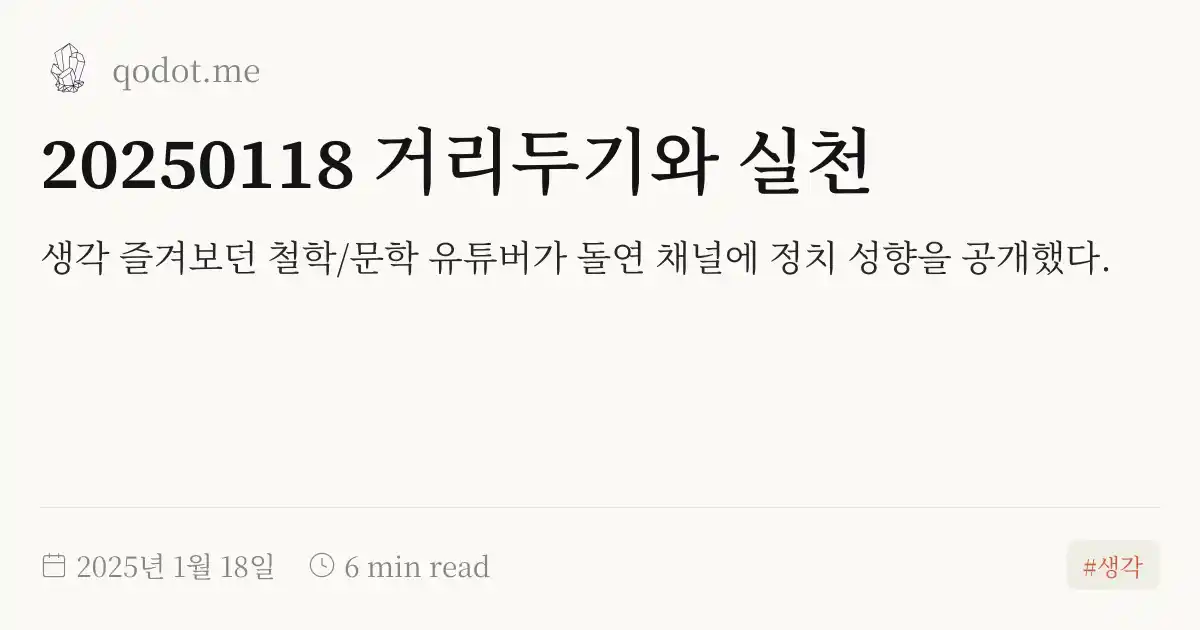 qodot.me
20250118 거리두기와 실천
생각 즐겨보던 철학/문학 유튜버가 돌연 채널에 정치 성향을 공개했다.
2025년 1월 18일 6 min read #생각